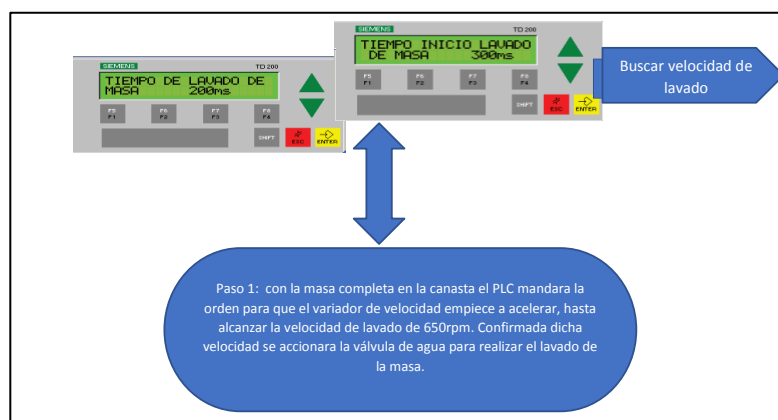 SIEMENS
TD 200
TIEMPO DE LAVADO DE
MASA 200ms
F5 F6 F7 F8
F1 F2 F3 F4
SHIFT ESC ENTER
SIEMENS
TD 200
TIEMPO INICIO LAVADO
DE MASA 300ms
F5 F6 F7 F8
F1 F2 F3 F4
SHIFT ESC ENTER
Buscar velocidad de
lavado
Paso 1: con la masa completa en la canasta el PLC mandara la
orden para que el variador de velocidad empiece a acelerar, hasta
alcanzar la velocidad de lavado de 650rpm. Confirmada dicha
velocidad se accionara la válvula de agua para realizar el lavado de
la masa.